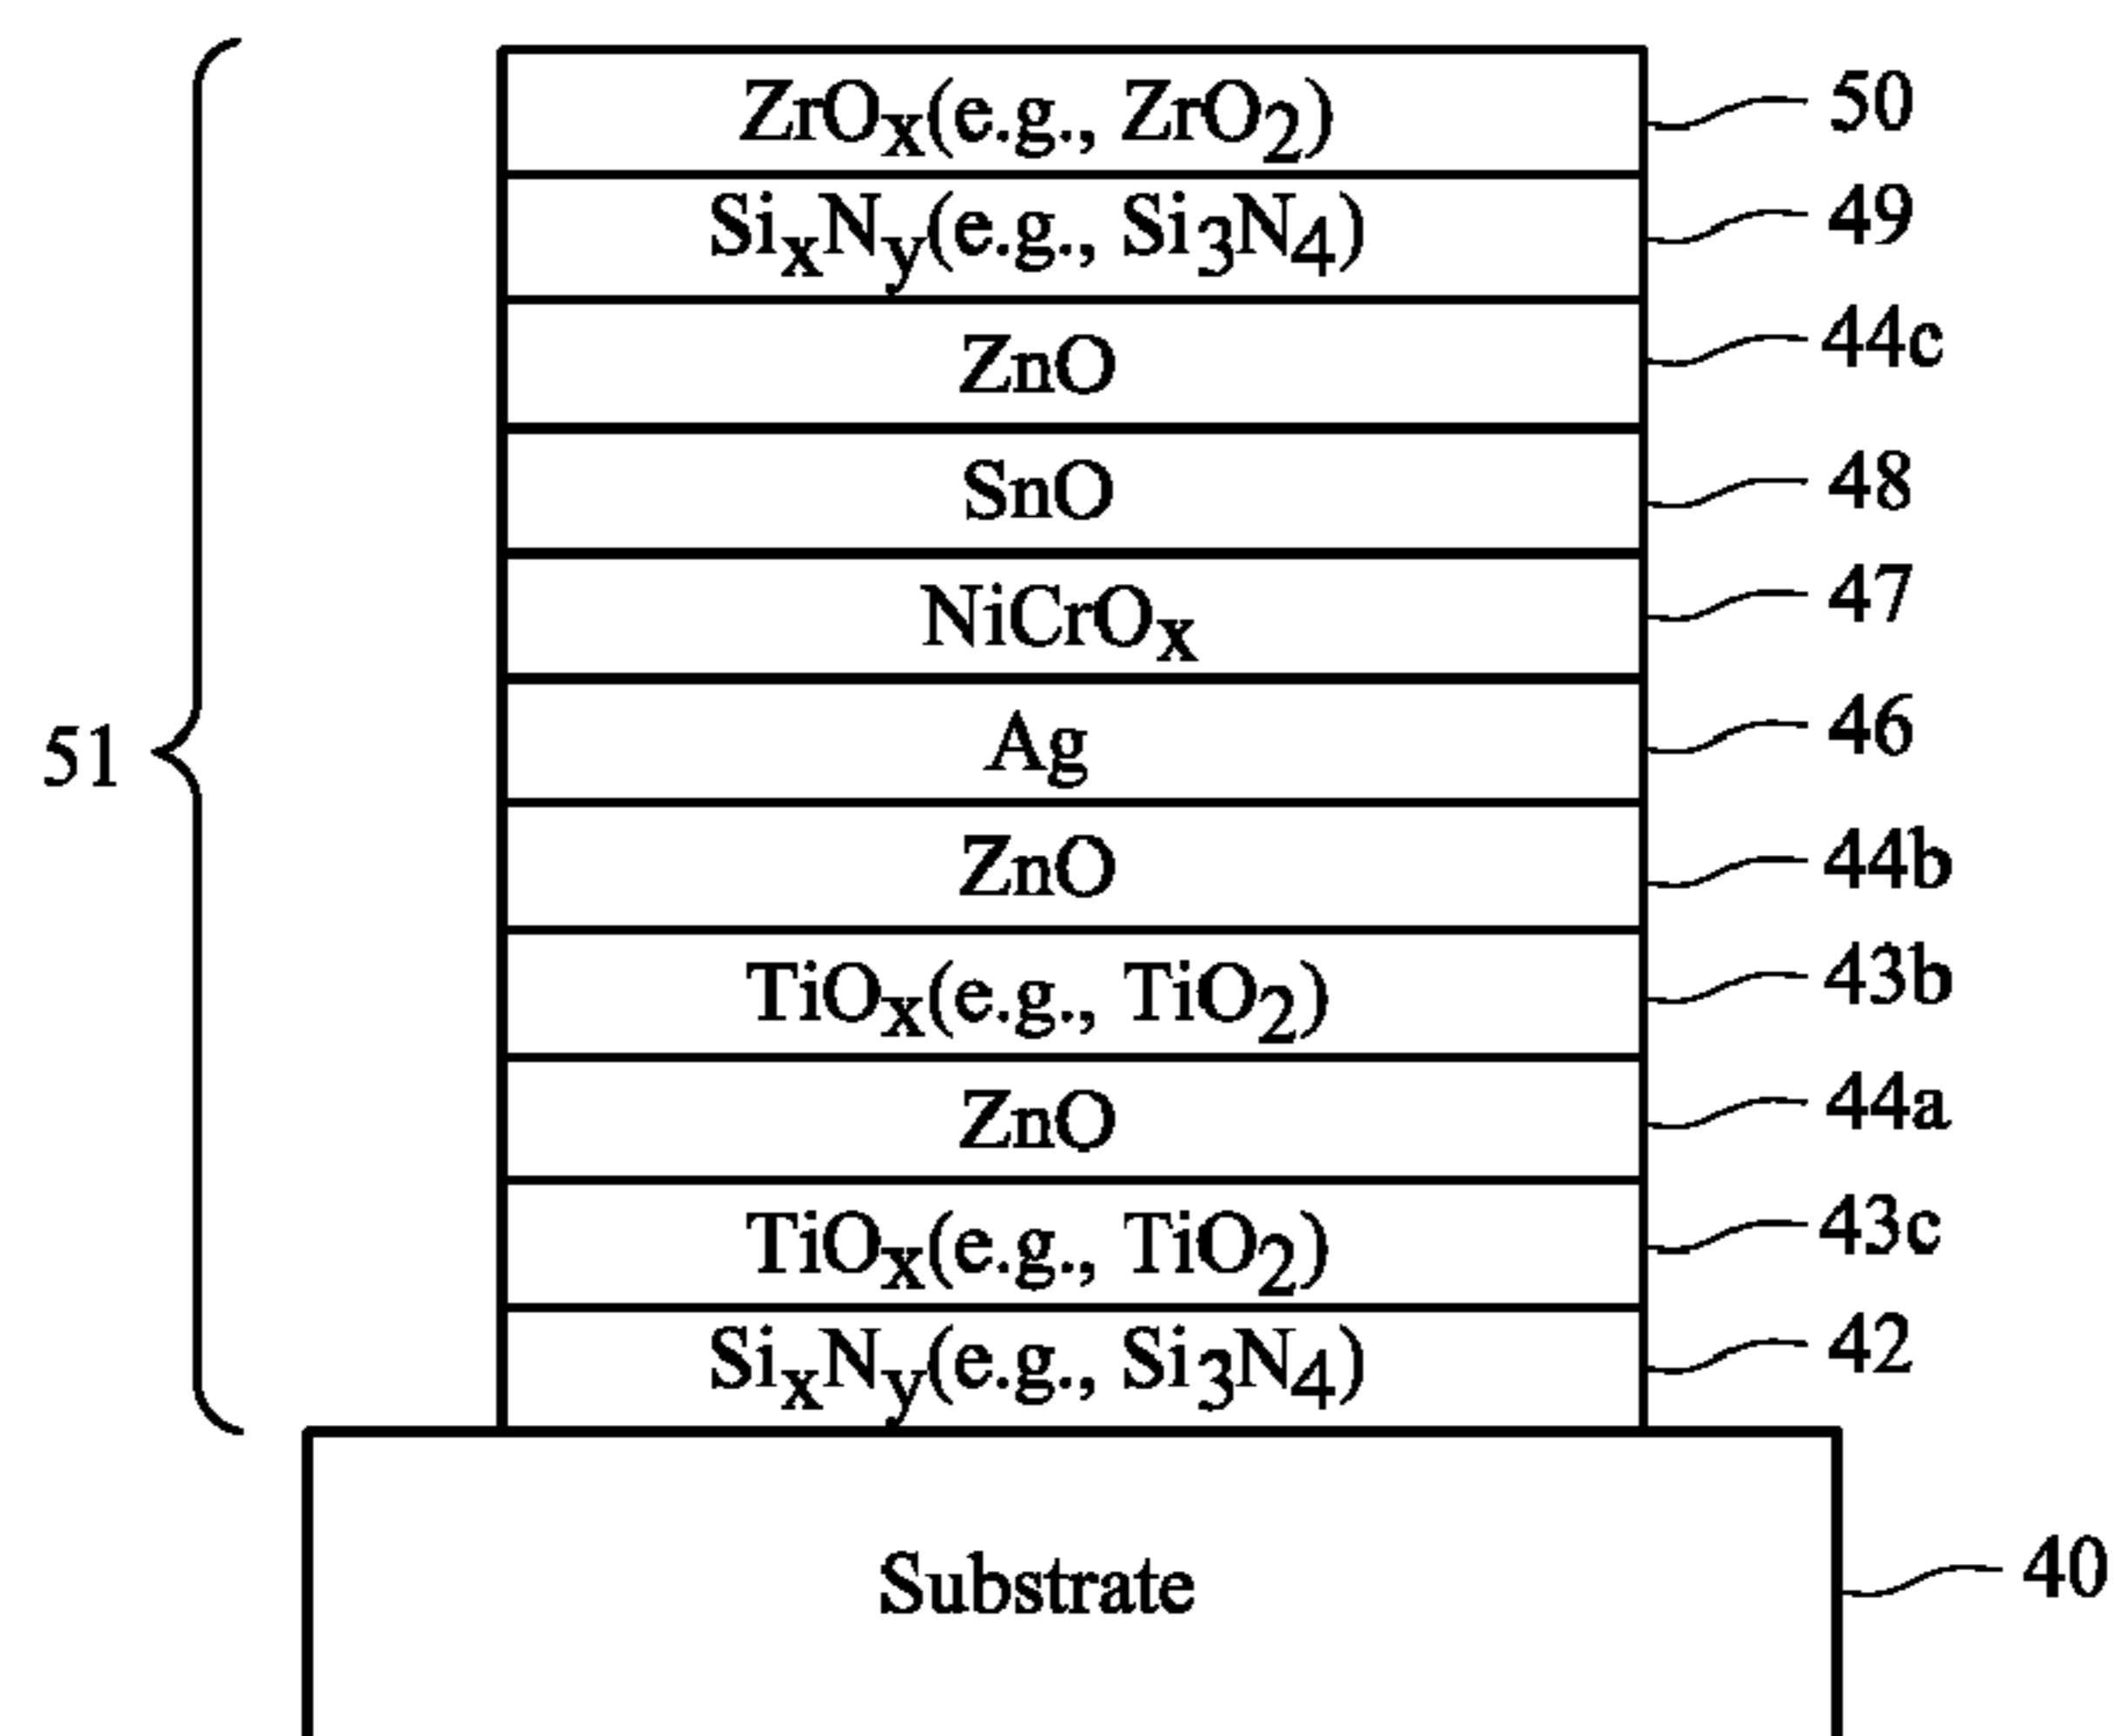 ZrOx(e.g., ZrO2) 50
SixNy(e.g., Si3N4) 49
ZnO 44c
SnO 48
NiCrOx 47
Ag 46
51
ZnO 44b
TiOx(e.g., TiO2) 43b
ZnO 44a
TiOx(e.g., TiO2) 43c
SixNy(e.g., Si3N4) 42
Substrate 40